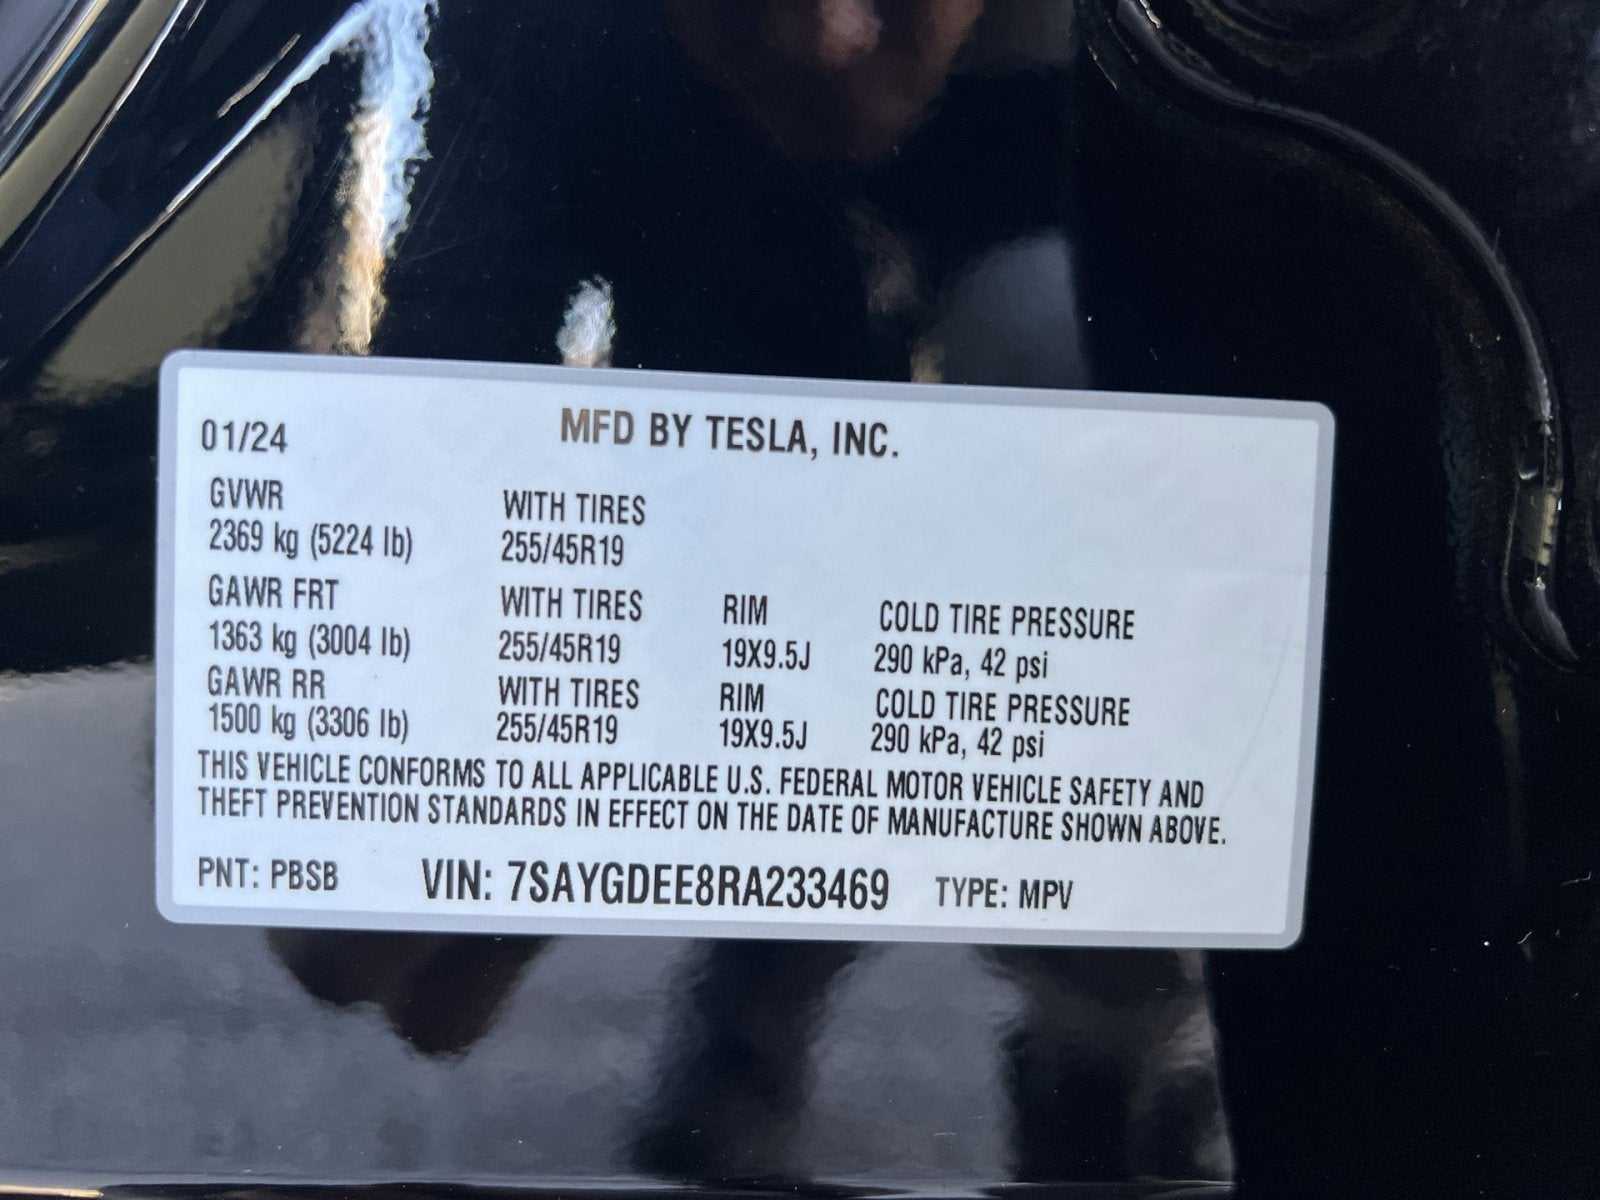 01/24 MFD BY TESLA, INC.
GVWR WITH TIRES
2369 kg (5224 lb) 255/45R19
GAWR FRT WITH TIRES RIM COLD TIRE PRESSURE
1363 kg (3004 lb) 255/45R19 19X9.5J 290 kPa, 42 psi
GAWR RR WITH TIRES RIM COLD TIRE PRESSURE
1500 kg (3306 lb) 255/45R19 19X9.5J 290 kPa, 42 psi
THIS VEHICLE CONFORMS TO ALL APPLICABLE U.S. FEDERAL MOTOR VEHICLE SAFETY AND
THEFT PREVENTION STANDARDS IN EFFECT ON THE DATE OF MANUFACTURE SHOWN ABOVE.
PNT: PBSB VIN: 7SAYGDEE8RA233469 TYPE: MPV